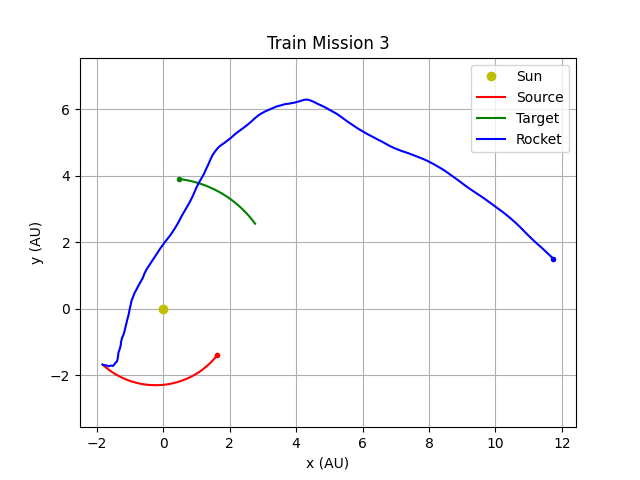 Train Mission 3
Sun
Source
Target
Rocket
6
4
2
0
−2
y (AU)
−2 0 2 4 6 8 10 12
x (AU)